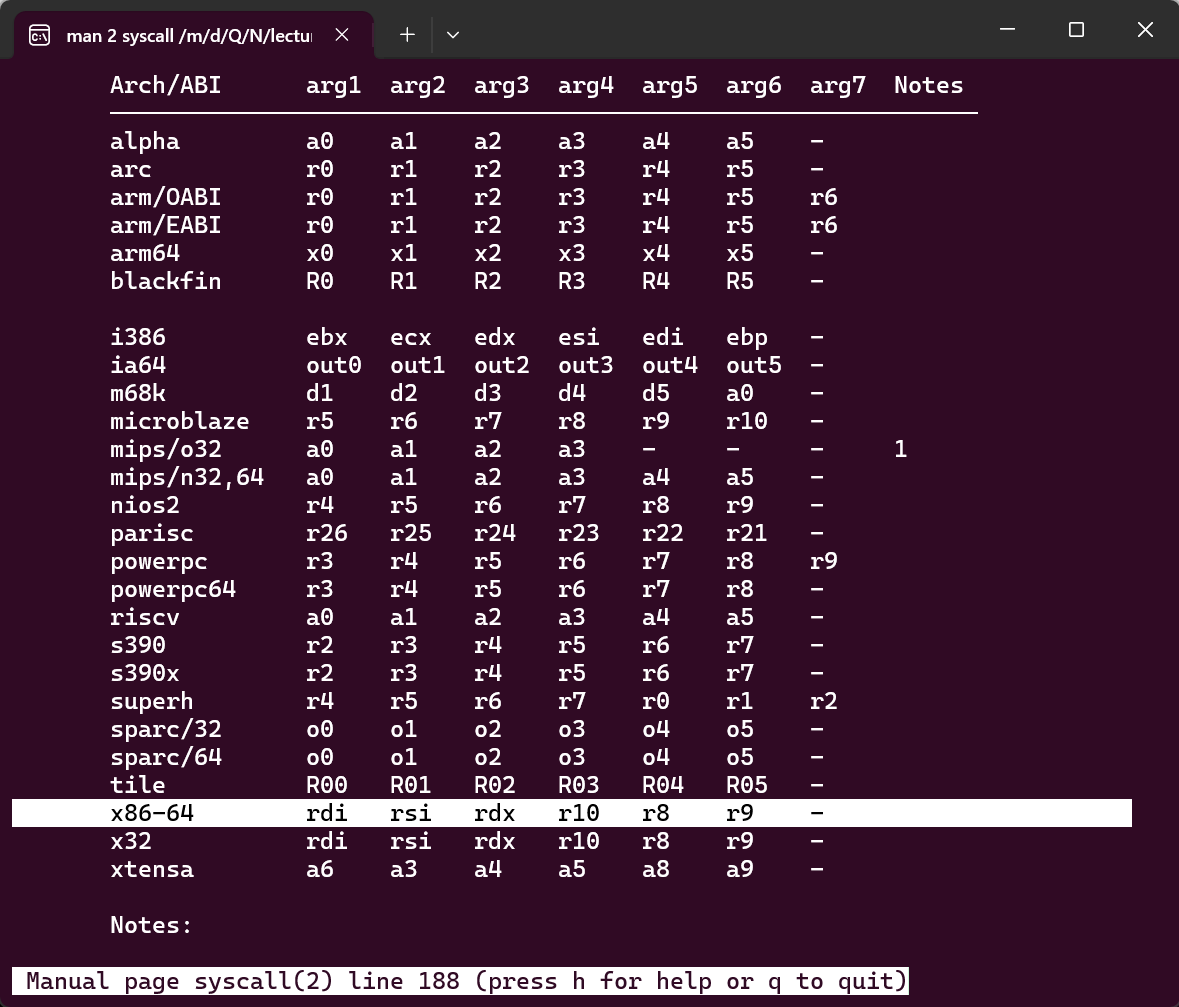 man 2 syscall /m/d/Q/N/lectu
Arch/ABI arg1 arg2 arg3 arg4 arg5 arg6 arg7 Notes
alpha a0 a1 a2 a3 a4 a5 -
arc r0 r1 r2 r3 r4 r5 -
arm/OABI r0 r1 r2 r3 r4 r5 r6
arm/EABI r0 r1 r2 r3 r4 r5 r6
arm64 x0 x1 x2 x3 x4 x5 -
blackfin R0 R1 R2 R3 R4 R5 -
i386 ebx ecx edx esi edi ebp -
ia64 out0 out1 out2 out3 out4 out5 -
m68k d1 d2 d3 d4 d5 a0 -
microblaze r5 r6 r7 r8 r9 r10 -
mips/o32 a0 a1 a2 a3 - - - 1
mips/n32,64 a0 a1 a2 a3 a4 a5 -
nios2 r4 r5 r6 r7 r8 r9 -
parisc r26 r25 r24 r23 r22 r21 -
powerpc r3 r4 r5 r6 r7 r8 r9
powerpc64 r3 r4 r5 r6 r7 r8 -
riscv a0 a1 a2 a3 a4 a5 -
s390 r2 r3 r4 r5 r6 r7 -
s390x r2 r3 r4 r5 r6 r7 -
superh r4 r5 r6 r7 r0 r1 r2
sparc/32 o0 o1 o2 o3 o4 o5 -
sparc/64 o0 o1 o2 o3 o4 o5 -
tile R00 R01 R02 R03 R04 R05 -
x86-64 rdi rsi rdx r10 r8 r9 -
x32 rdi rsi rdx r10 r8 r9 -
xtensa a6 a3 a4 a5 a8 a9 -
Notes:
Manual page syscall(2) line 188 (press h for help or q to quit)